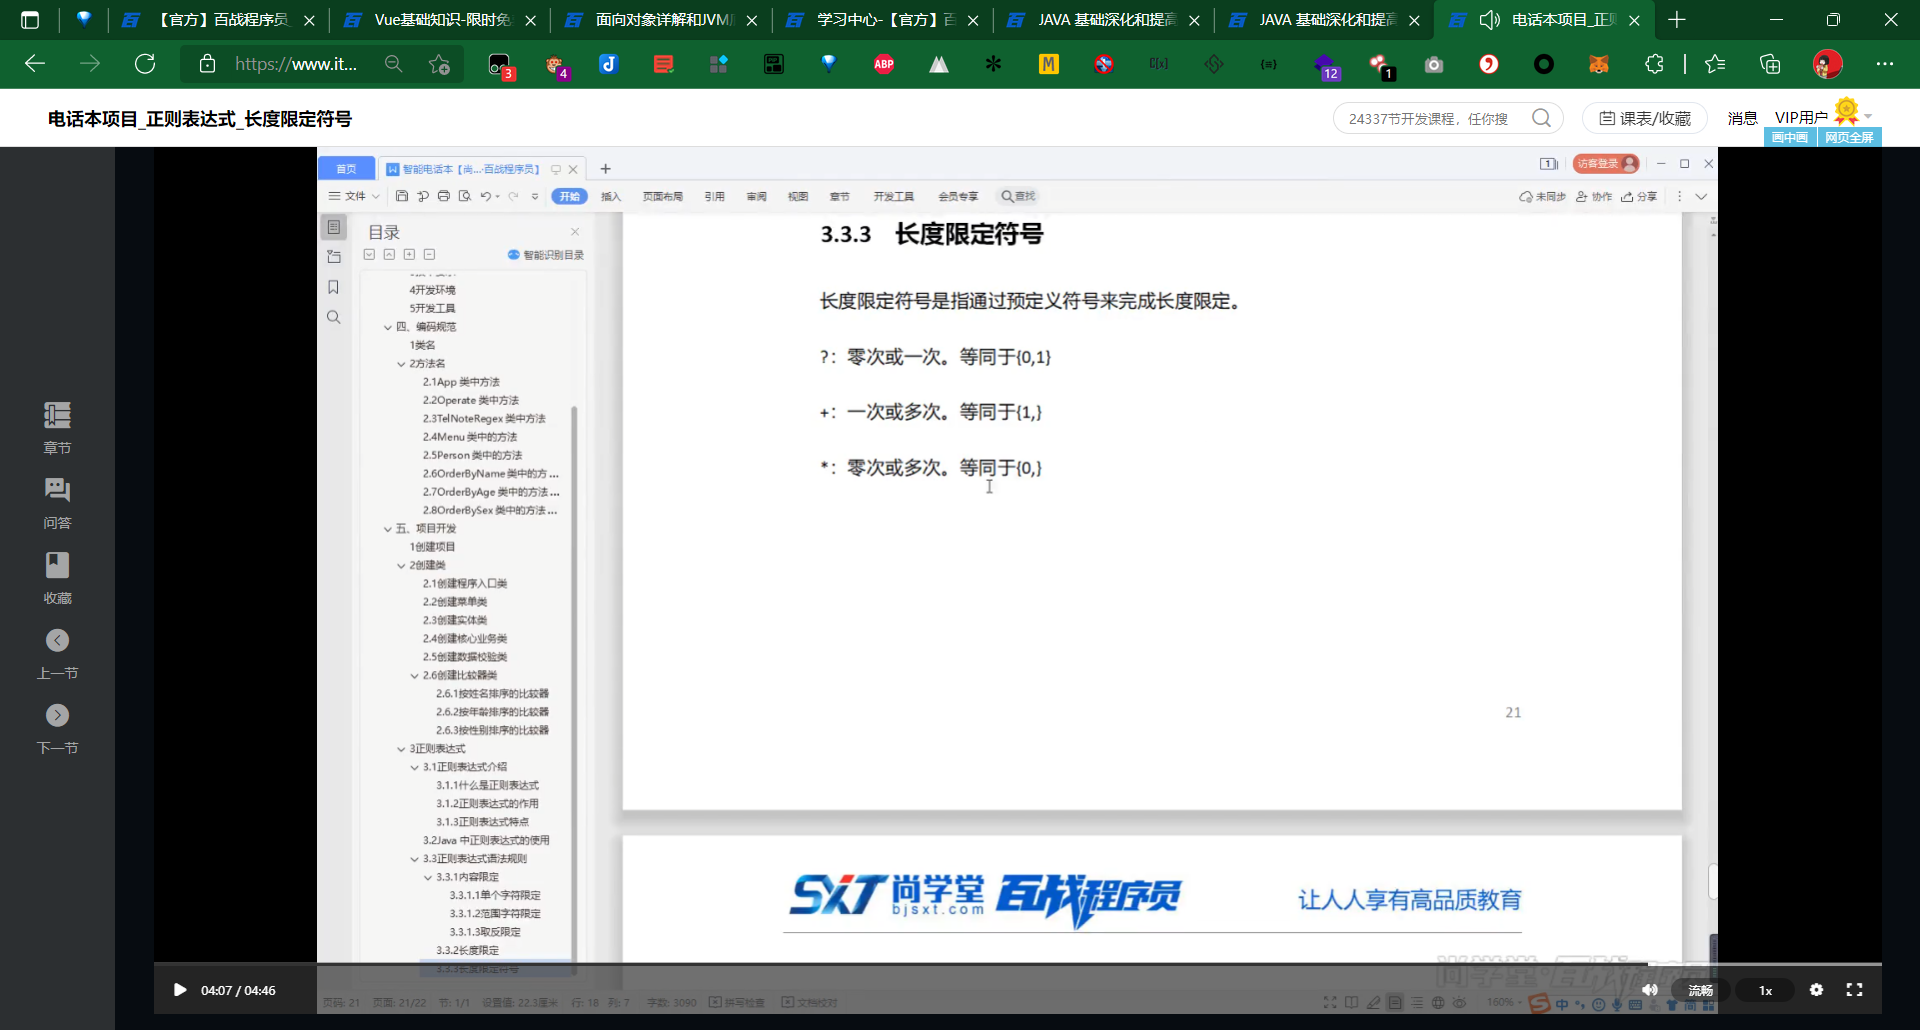 【官方】百战程序员
Vue基础知识-限时免
面向对象详解和JVM
学习中心-【官方】百
JAVA 基础深化和提高
JAVA 基础深化和提高
电话本项目_正则
https://www.it...
3
4
ABP
M
12
1
电话本项目_正则表达式_长度限定符号
24337节开发课程，任你搜
课表/收藏
消息
VIP用户
画中画
网页全屏
首页
智能电话本【尚...-百战程序员】
访客登录
文件
开始
插入
页面布局
引用
审阅
视图
章节
开发工具
会员专享
查找
未同步
协作
分享
目录
智能识别目录
4开发环境
5开发工具
四、编码规范
1类名
2方法名
2.1App 类中方法
2.2Operate 类中方法
2.3TelNoteRegex 类中方法
2.4Menu 类中的方法
2.5Person 类中的方法
2.6OrderByName 类中的方 ...
2.7OrderByAge 类中的方法 ...
2.8OrderBySex 类中的方法 ...
五、项目开发
1创建项目
2创建类
2.1创建程序入口类
2.2创建菜单类
2.3创建实体类
2.4创建核心业务类
2.5创建数据校验类
2.6创建比较器类
2.6.1按姓名排序的比较器
2.6.2按年龄排序的比较器
2.6.3按性别排序的比较器
3正则表达式
3.1正则表达式介绍
3.1.1什么是正则表达式
3.1.2正则表达式的作用
3.1.3正则表达式特点
3.2Java 中正则表达式的使用
3.3正则表达式语法规则
3.3.1内容限定
3.3.1.1单个字符限定
3.3.1.2范围字符限定
3.3.1.3取反限定
3.3.2长度限定
3.3.3长度限定符号
3.3.3 长度限定符号
长度限定符号是指通过预定义符号来完成长度限定。
?：零次或一次。等同于{0,1}
+：一次或多次。等同于{1,}
*：零次或多次。等同于{0,}
21
SXT 尚学堂
bjsxt.com
百战程序员
让人人享有高品质教育
章节
问答
收藏
上一节
下一节
04:07 / 04:46
页码: 21
页面: 21/22
节: 1/1
设置值: 22.3厘米
行: 18
列: 7
字数: 3090
拼写检查
文档校对
160%
流畅
1x